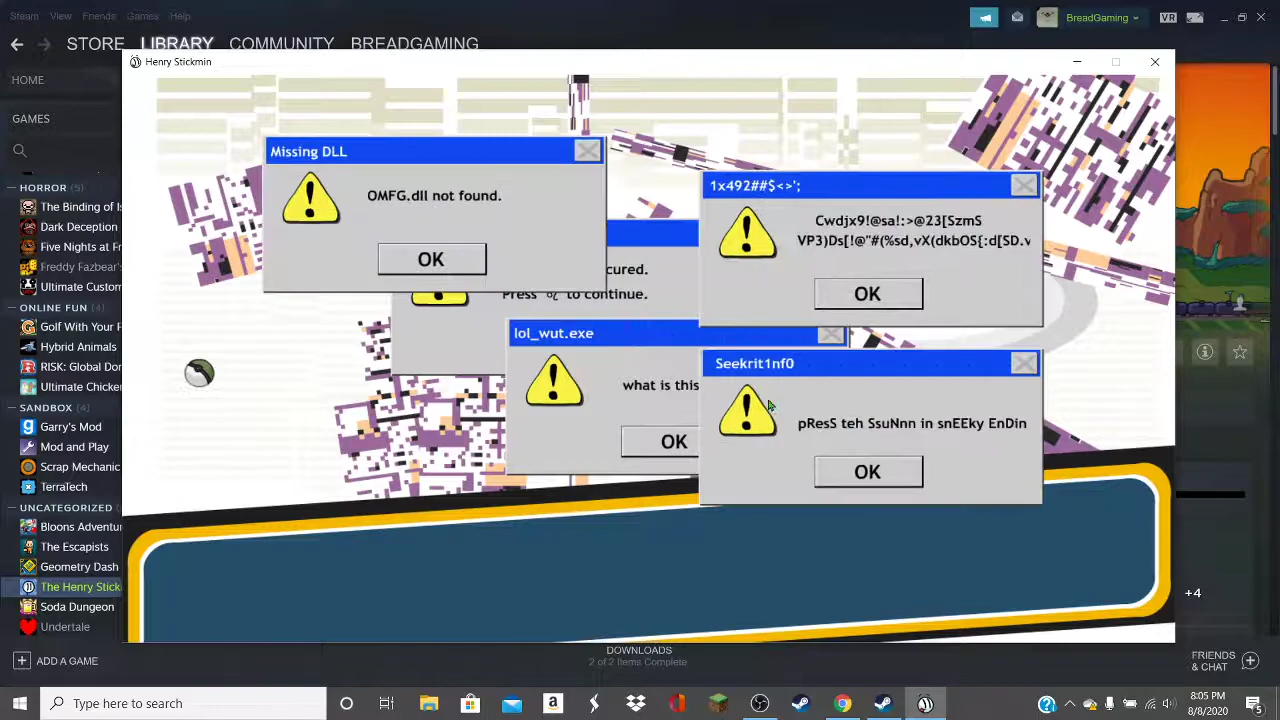 Steam View Friends Games Help
BreadGaming
VR
STORE LIBRARY COMMUNITY BREADGAMING
Henry Stickmin
HOME
GAMES
The Binding of Is
Dark Deception
Five Nights at Fr
Freddy Fazbear's
Ultimate Custom
ONLINE FUN (4)
Golf With Your F
Hybrid Animals
Tabletop
Ultimate Chicken
SANDBOX (4)
Garry's Mod
Mod and Play
Scrap Mechanic
TerraTech
UNCATEGORIZED
Bloons Adventu
The Escapists
Geometry Dash
The Henry Stick
Soda Dungeon
Undertale
ADD A GAME
Missing DLL
OMFG.dll not found.
OK
cured.
Press to continue.
lol_wut.exe
what is this
OK
1x492##$<>';
Cwdjx9!@sa!:>@23[SzmS
VP3)Ds[!@"#(%sd,vX(dkbOS{:d[SD.v
OK
Seekrit1nf0
pResS teh SsuNnn in snEEky EnDin
OK
+4
DOWNLOADS
2 of 2 Items Complete
FRIENDS
& CHAT
Type here to search
8:05 PM
8/8/2020
5